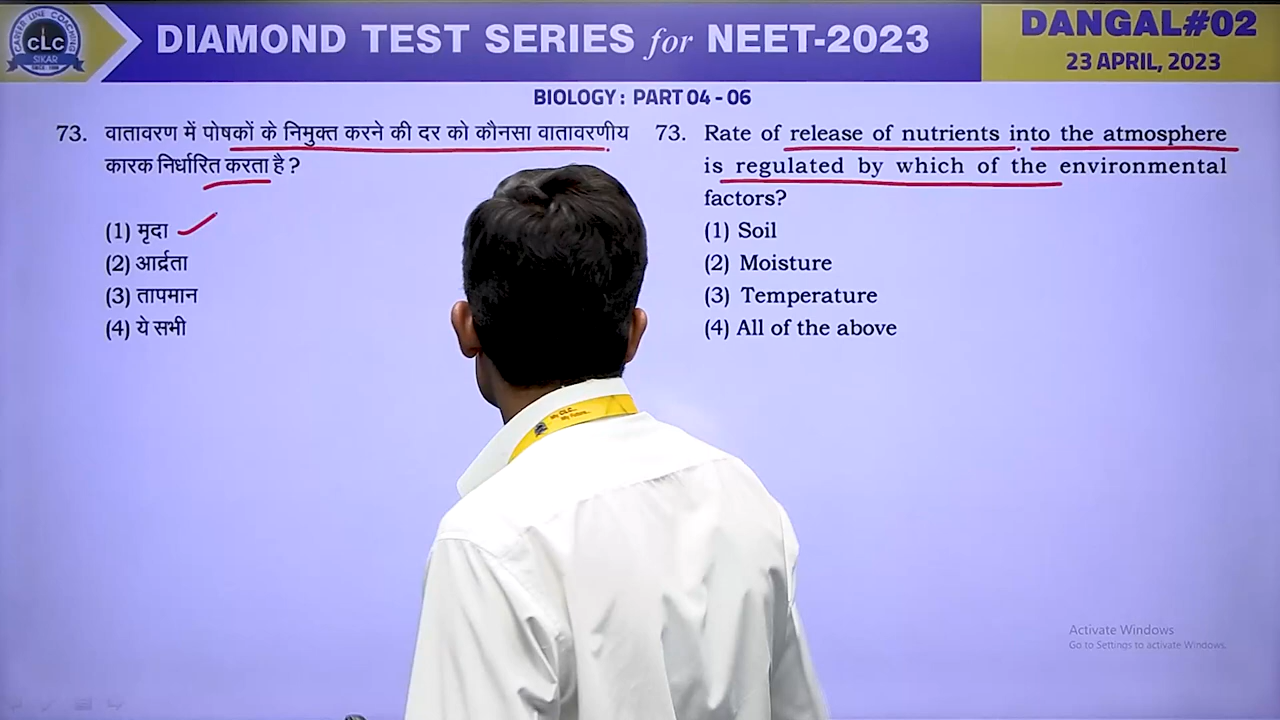 CAREER LINE COACHING
CLC
SIKAR
DIAMOND TEST SERIES for NEET-2023
DANGAL#02
23 APRIL, 2023
BIOLOGY : PART 04 - 06
73. वातावरण में पोषकों के निमुक्त करने की दर को कौनसा वातावरणीय
कारक निर्धारित करता है ?
(1) मृदा
(2) आर्द्रता
(3) तापमान
(4) ये सभी
73. Rate of release of nutrients into the atmosphere
is regulated by which of the environmental
factors?
(1) Soil
(2) Moisture
(3) Temperature
(4) All of the above
Activate Windows
Go to Settings to activate Windows.